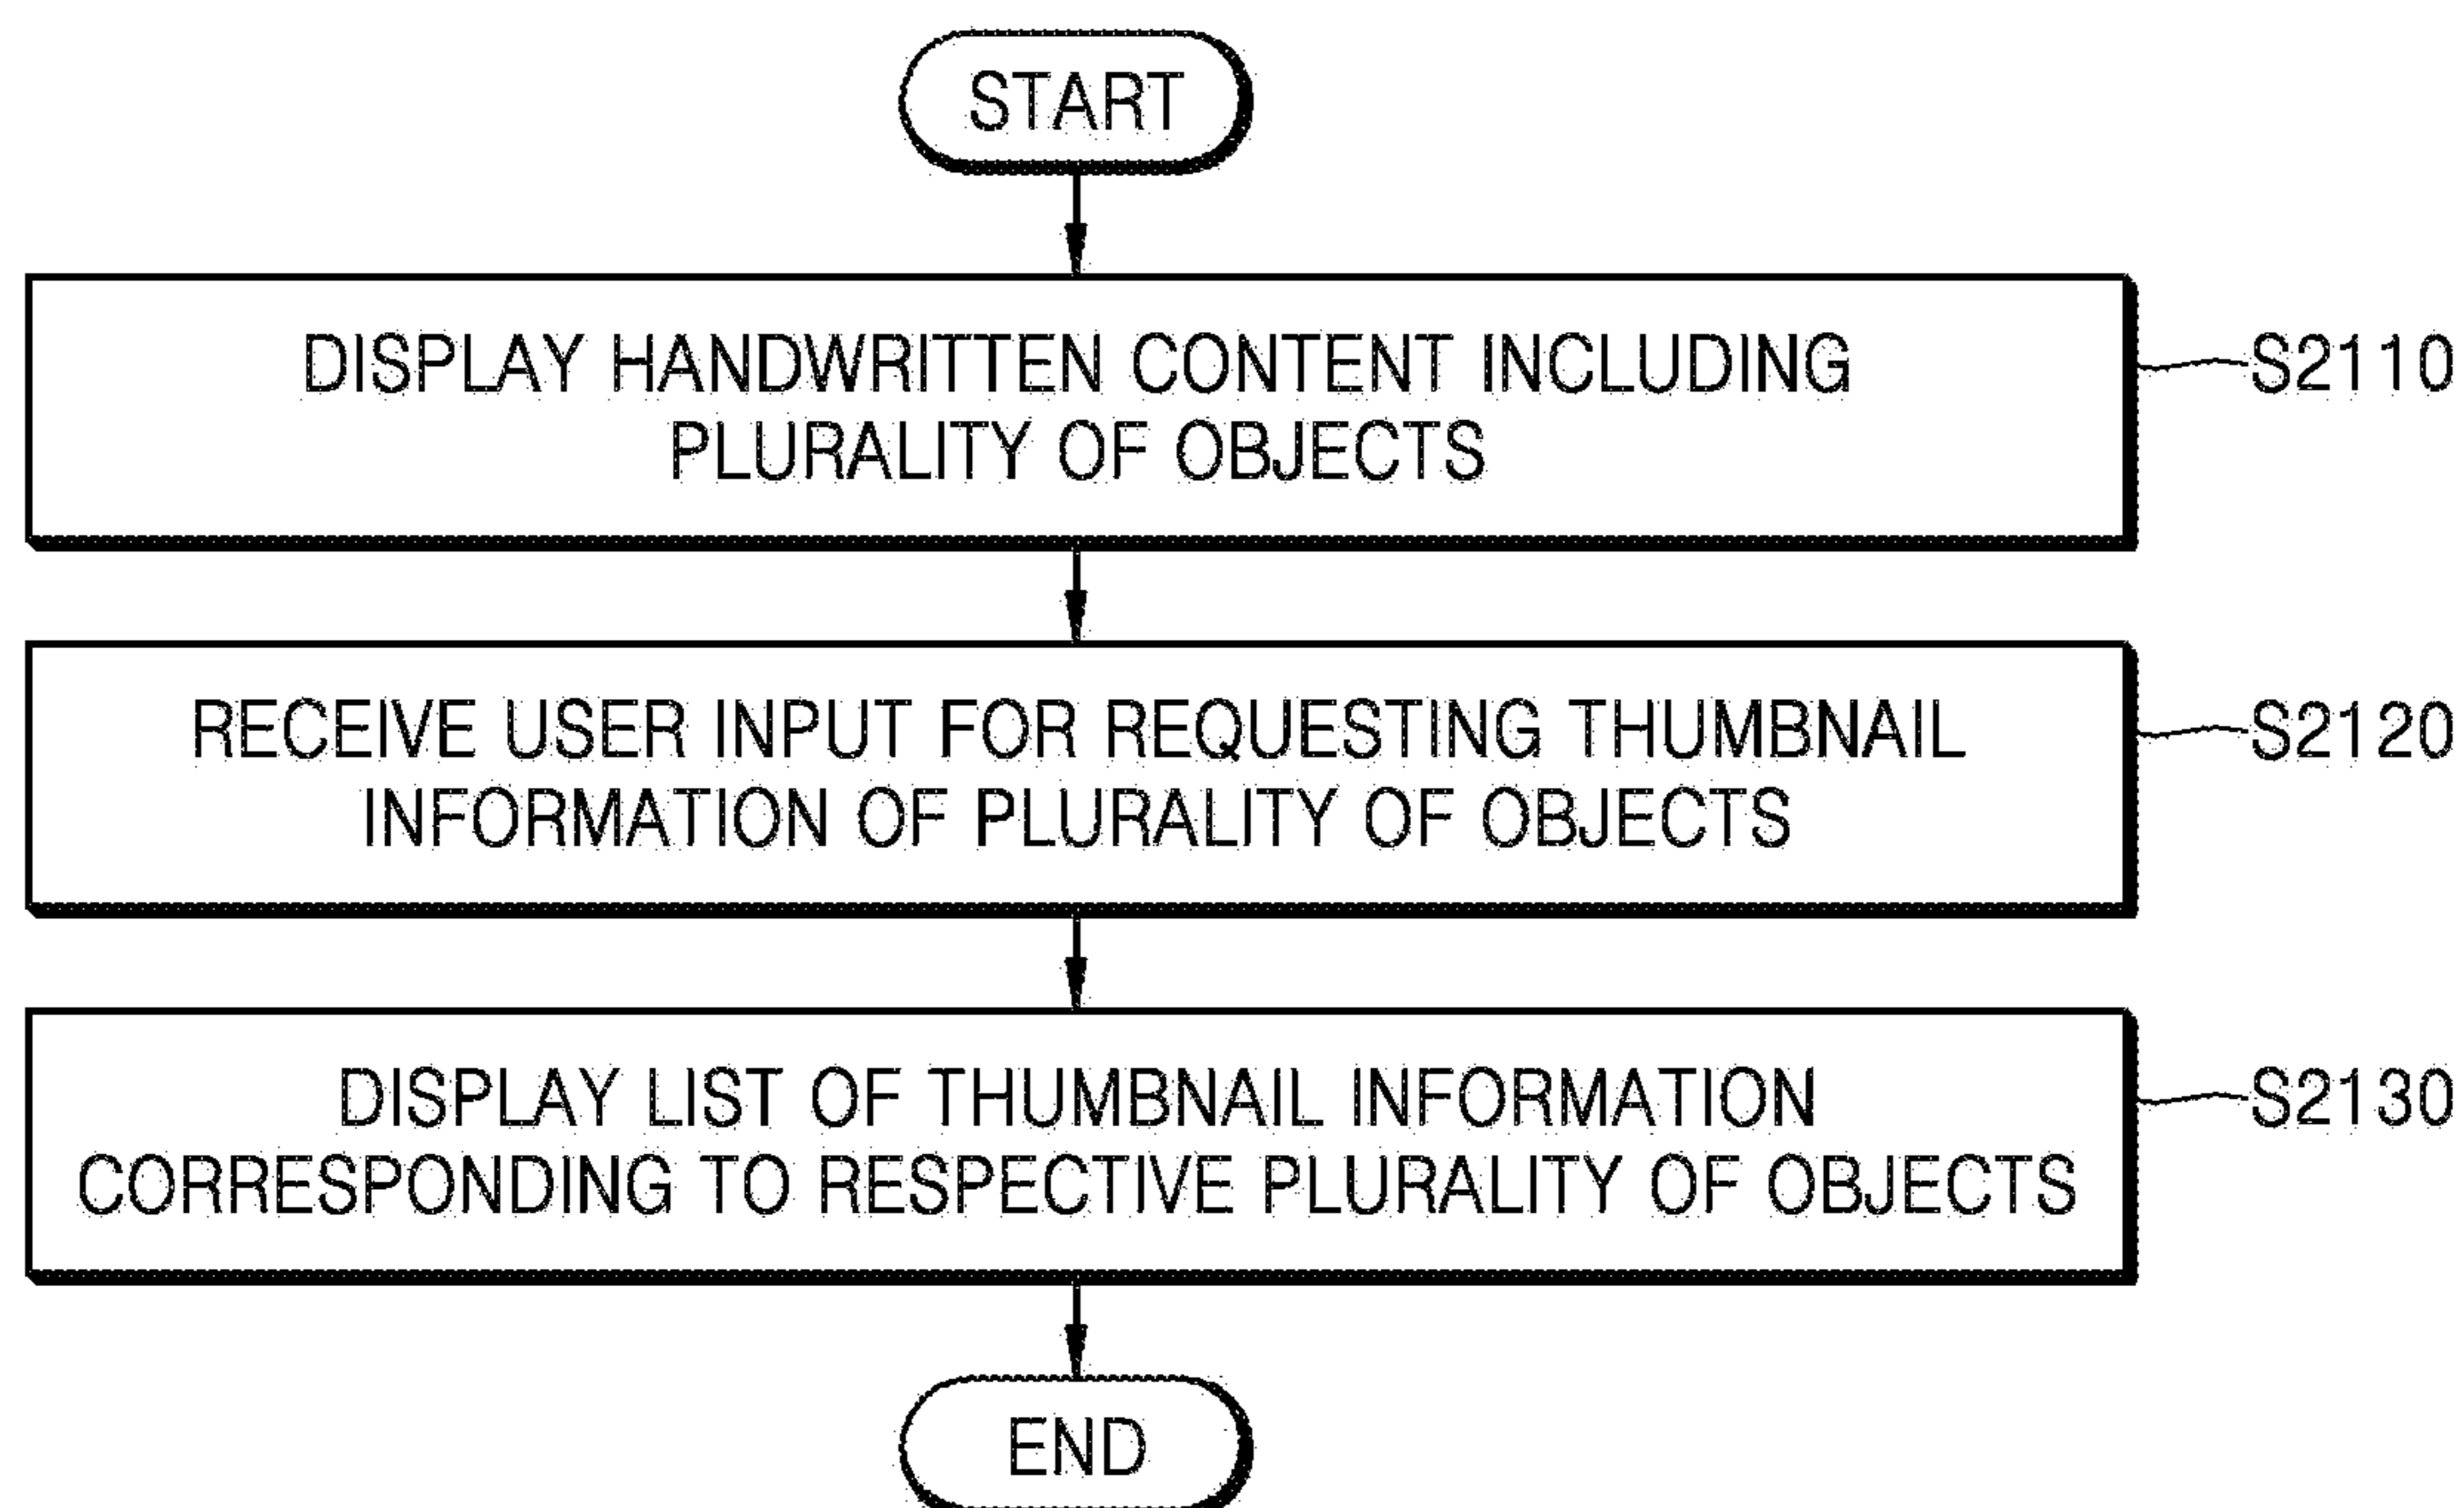 START
DISPLAY HANDWRITTEN CONTENT INCLUDING
PLURALITY OF OBJECTS
S2110
RECEIVE USER INPUT FOR REQUESTING THUMBNAIL
INFORMATION OF PLURALITY OF OBJECTS
S2120
DISPLAY LIST OF THUMBNAIL INFORMATION
CORRESPONDING TO RESPECTIVE PLURALITY OF OBJECTS
S2130
END